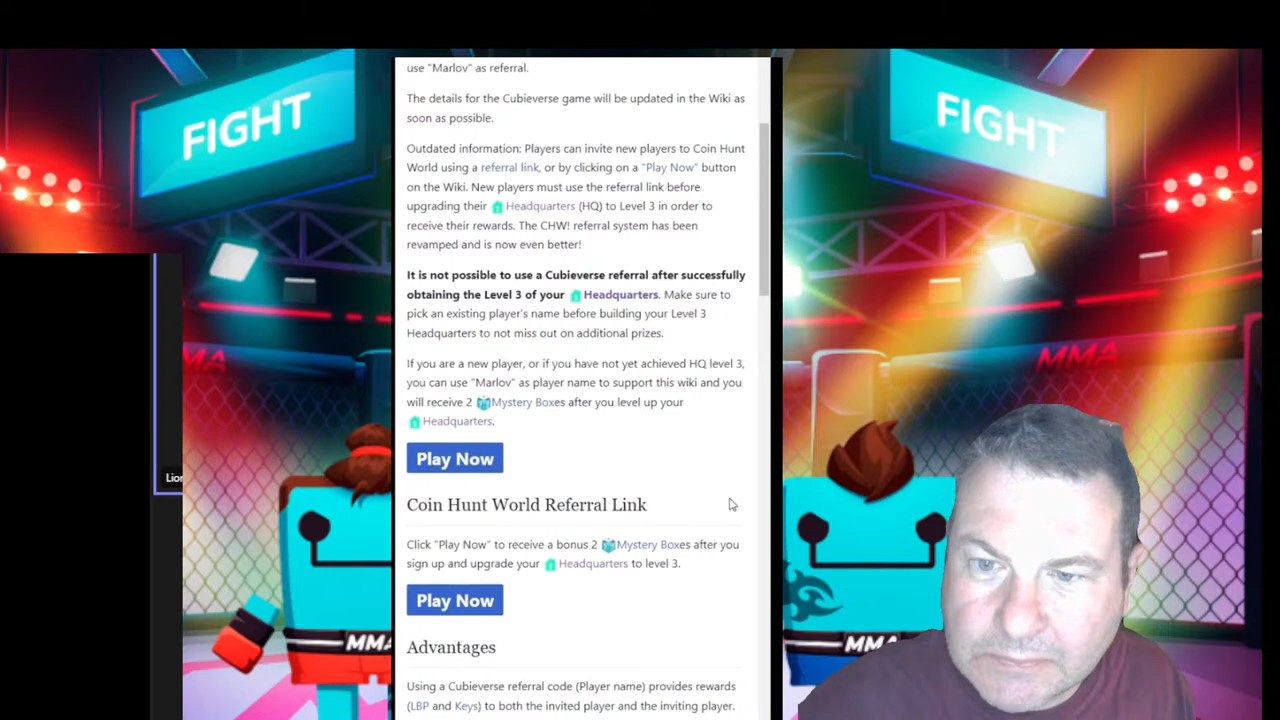 FIGHT
FIGHT
use "Marlov" as referral.
The details for the Cubieverse game will be updated in the Wiki as
soon as possible.
Outdated information: Players can invite new players to Coin Hunt
World using a referral link, or by clicking on a "Play Now" button
on the Wiki. New players must use the referral link before
upgrading their Headquarters (HQ) to Level 3 in order to
receive their rewards. The CHW! referral system has been
revamped and is now even better!
It is not possible to use a Cubieverse referral after successfully
obtaining the Level 3 of your Headquarters. Make sure to
pick an existing player's name before building your Level 3
Headquarters to not miss out on additional prizes.
If you are a new player, or if you have not yet achieved HQ level 3,
you can use "Marlov" as player name to support this wiki and you
will receive 2 Mystery Boxes after you level up your
Headquarters.
Play Now
Coin Hunt World Referral Link
Click "Play Now" to receive a bonus 2 Mystery Boxes after you
sign up and upgrade your Headquarters to level 3.
Play Now
Advantages
Using a Cubieverse referral code (Player name) provides rewards
(LBP and Keys) to both the invited player and the inviting player.
Lion
MMA
MMA
MMA
MMA